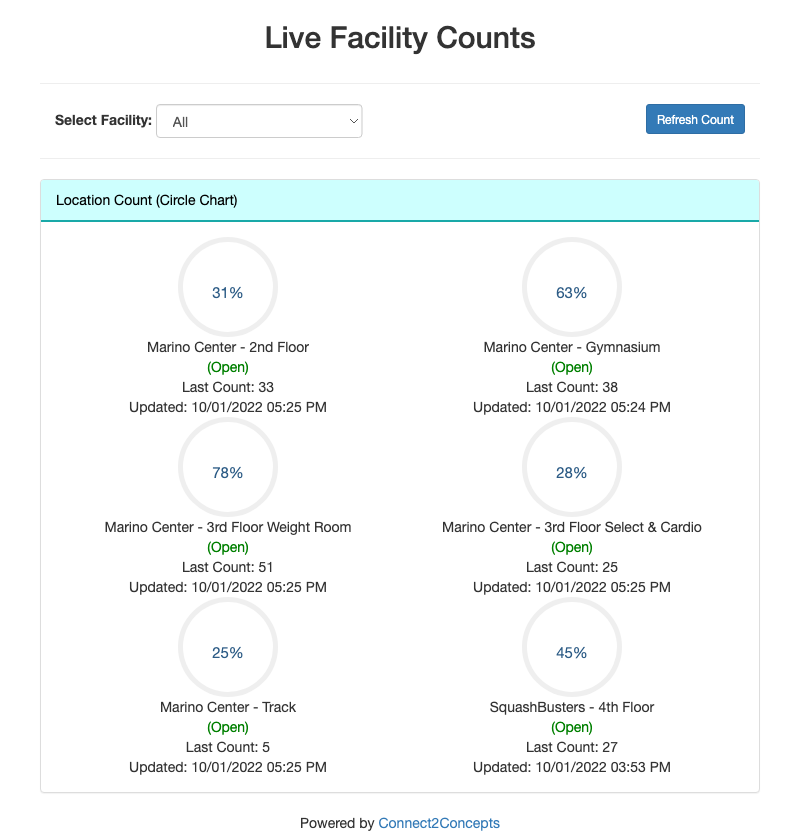 Live Facility Counts
Select Facility: All
Refresh Count
Location Count (Circle Chart)
31%
Marino Center - 2nd Floor
(Open)
Last Count: 33
Updated: 10/01/2022 05:25 PM
63%
Marino Center - Gymnasium
(Open)
Last Count: 38
Updated: 10/01/2022 05:24 PM
78%
Marino Center - 3rd Floor Weight Room
(Open)
Last Count: 51
Updated: 10/01/2022 05:25 PM
28%
Marino Center - 3rd Floor Select & Cardio
(Open)
Last Count: 25
Updated: 10/01/2022 05:25 PM
25%
Marino Center - Track
(Open)
Last Count: 5
Updated: 10/01/2022 05:25 PM
45%
SquashBusters - 4th Floor
(Open)
Last Count: 27
Updated: 10/01/2022 03:53 PM
Powered by Connect2Concepts